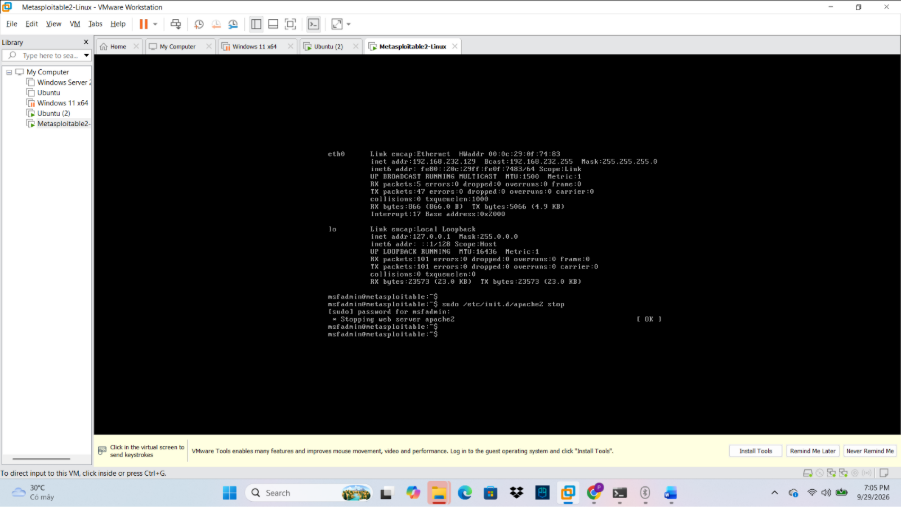 Metasploitable2-Linux - VMware Workstation
File Edit View VM Tabs Help
Library
Type here to sea...
My Computer
Windows Server 2
Ubuntu
Windows 11 x64
Ubuntu (2)
Metasploitable2-
Home
My Computer
Windows 11 x64
Ubuntu (2)
Metasploitable2-Linux
eth0 Link encap:Ethernet HWaddr 00:0c:29:0f:74:83
inet addr:192.168.232.129 Bcast:192.168.232.255 Mask:255.255.255.0
inet6 addr: fe80::20c:29ff:fe0f:7483/64 Scope:Link
UP BROADCAST RUNNING MULTICAST MTU:1500 Metric:1
RX packets:5 errors:0 dropped:0 overruns:0 frame:0
TX packets:47 errors:0 dropped:0 overruns:0 carrier:0
collisions:0 txqueuelen:1000
RX bytes:866 (866.0 B) TX bytes:5066 (4.9 KB)
Interrupt:17 Base address:0x2000
lo Link encap:Local Loopback
inet addr:127.0.0.1 Mask:255.0.0.0
inet6 addr: ::1/128 Scope:Host
UP LOOPBACK RUNNING MTU:16436 Metric:1
RX packets:101 errors:0 dropped:0 overruns:0 frame:0
TX packets:101 errors:0 dropped:0 overruns:0 carrier:0
collisions:0 txqueuelen:0
RX bytes:23573 (23.0 KB) TX bytes:23573 (23.0 KB)
msfadmin@metasploitable:~$
msfadmin@metasploitable:~$ sudo /etc/init.d/apache2 stop
[sudo] password for msfadmin:
* Stopping web server apache2 [ OK ]
msfadmin@metasploitable:~$
msfadmin@metasploitable:~$
Click in the virtual screen to
send keystrokes
VMware Tools enables many features and improves mouse movement, video and performance. Log in to the guest operating system and click "Install Tools".
Install Tools
Remind Me Later
Never Remind Me
To direct input to this VM, click inside or press Ctrl+G.
30°C
Có mây
Search
7:05 PM
9/29/2026